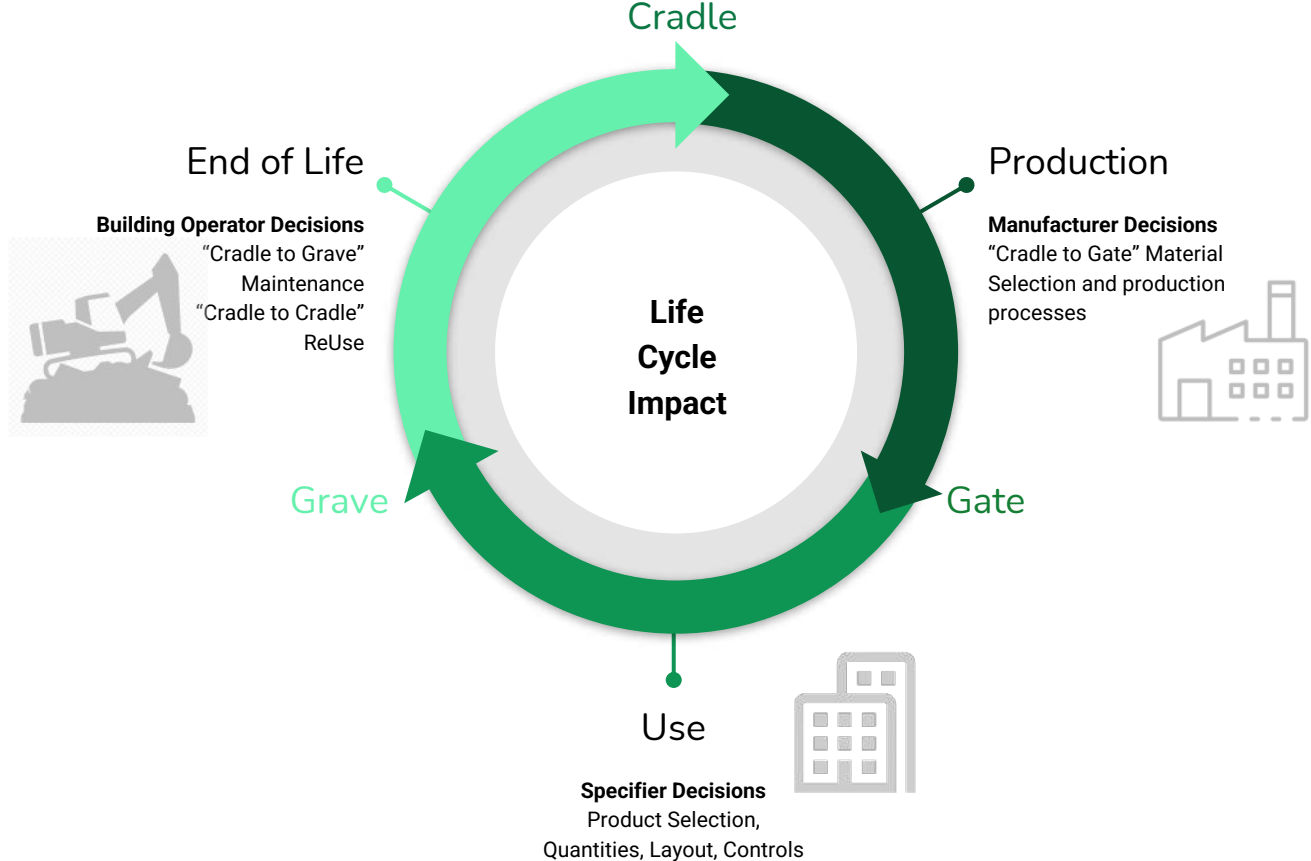 Cradle
End of Life
Building Operator Decisions
“Cradle to Grave”
Maintenance
“Cradle to Cradle”
ReUse
Production
Manufacturer Decisions
“Cradle to Gate” Material
Selection and production
processes
Life
Cycle
Impact
Grave
Gate
Use
Specifier Decisions
Product Selection,
Quantities, Layout, Controls